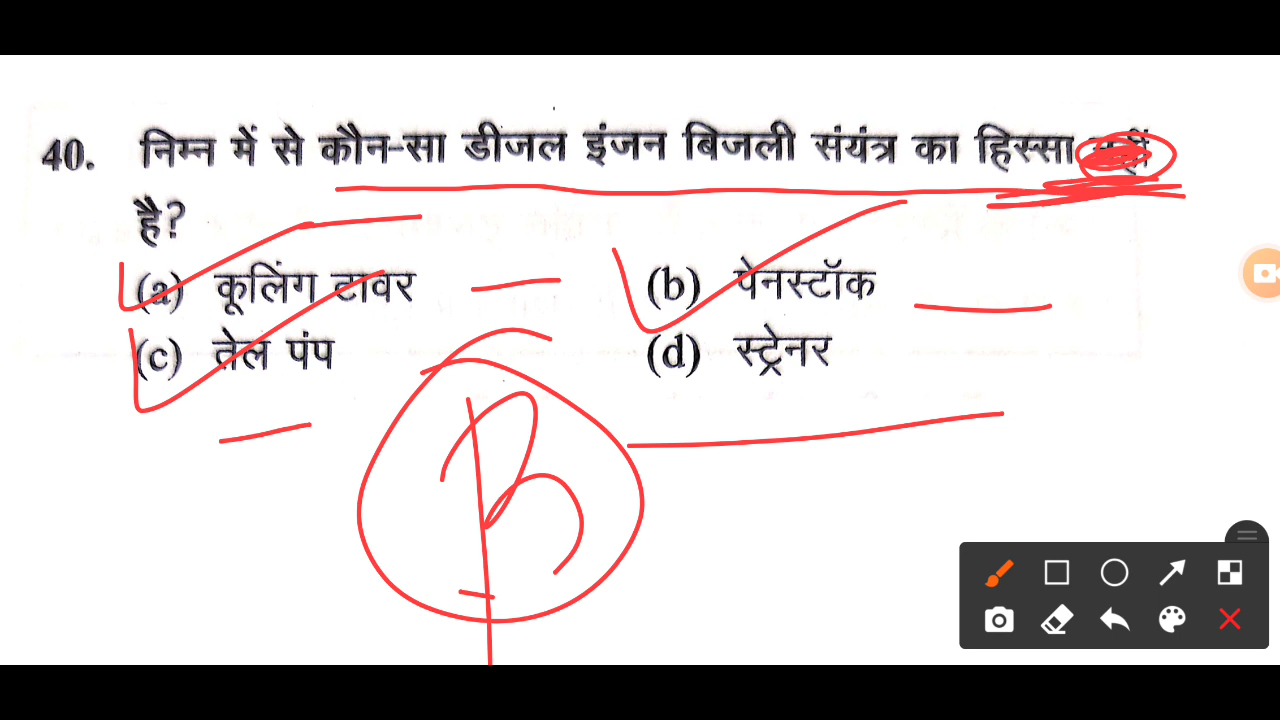 40. निम्न में से कौन-सा डीजल इंजन बिजली संयंत्र का हिस्सा
है?
(a) कूलिंग टावर (b) पेनस्टॉक
(c) तेल पंप (d) स्ट्रेनर
B